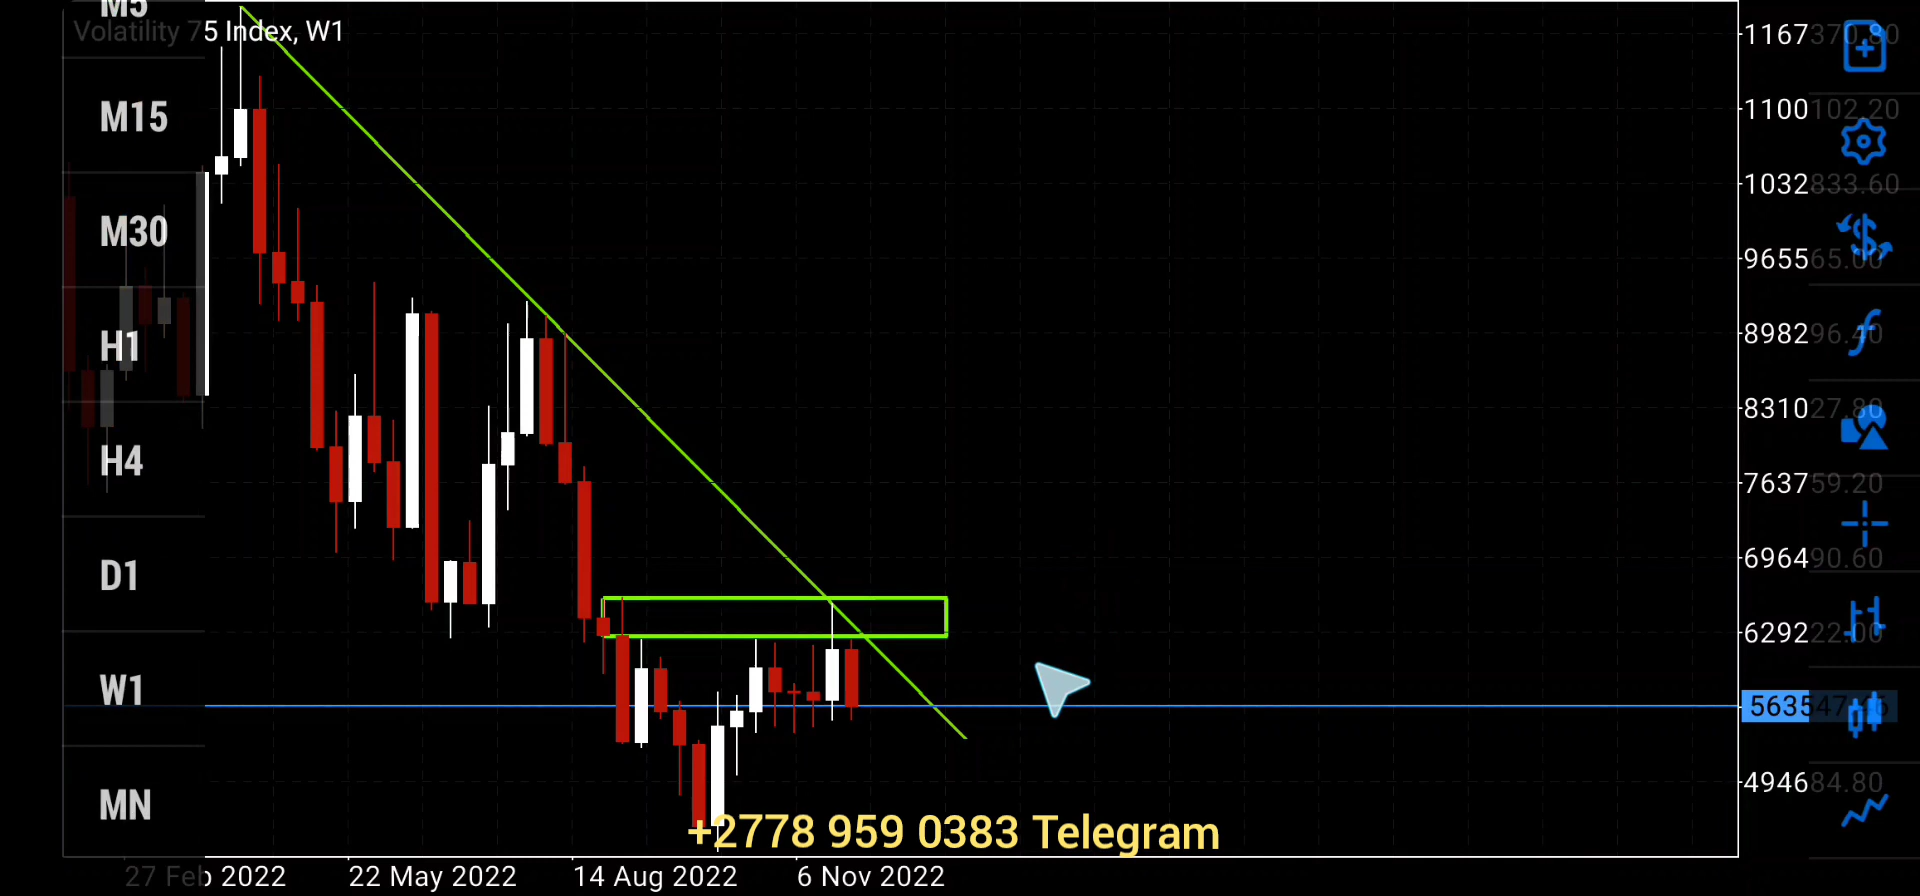 M5
Volatility 75 Index, W1
M15
M30
H1
H4
D1
W1
MN
1167370.80
1100102.20
1032833.60
965565.00
898296.40
831027.80
763759.20
696490.60
629222.00
563547.46
494684.80
+2778 959 0383 Telegram
27 Feb 2022
22 May 2022
14 Aug 2022
6 Nov 2022